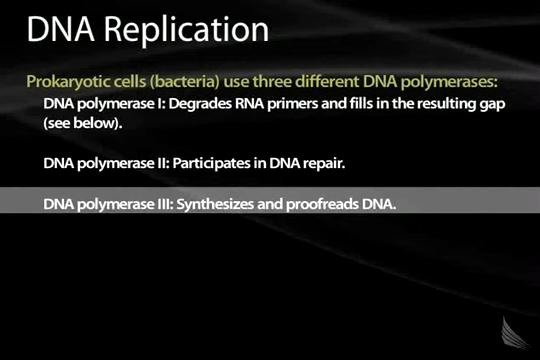 DNA Replication
Prokaryotic cells (bacteria) use three different DNA polymerases:
DNA polymerase I: Degrades RNA primers and fills in the resulting gap
(see below).
DNA polymerase II: Participates in DNA repair.
DNA polymerase III: Synthesizes and proofreads DNA.